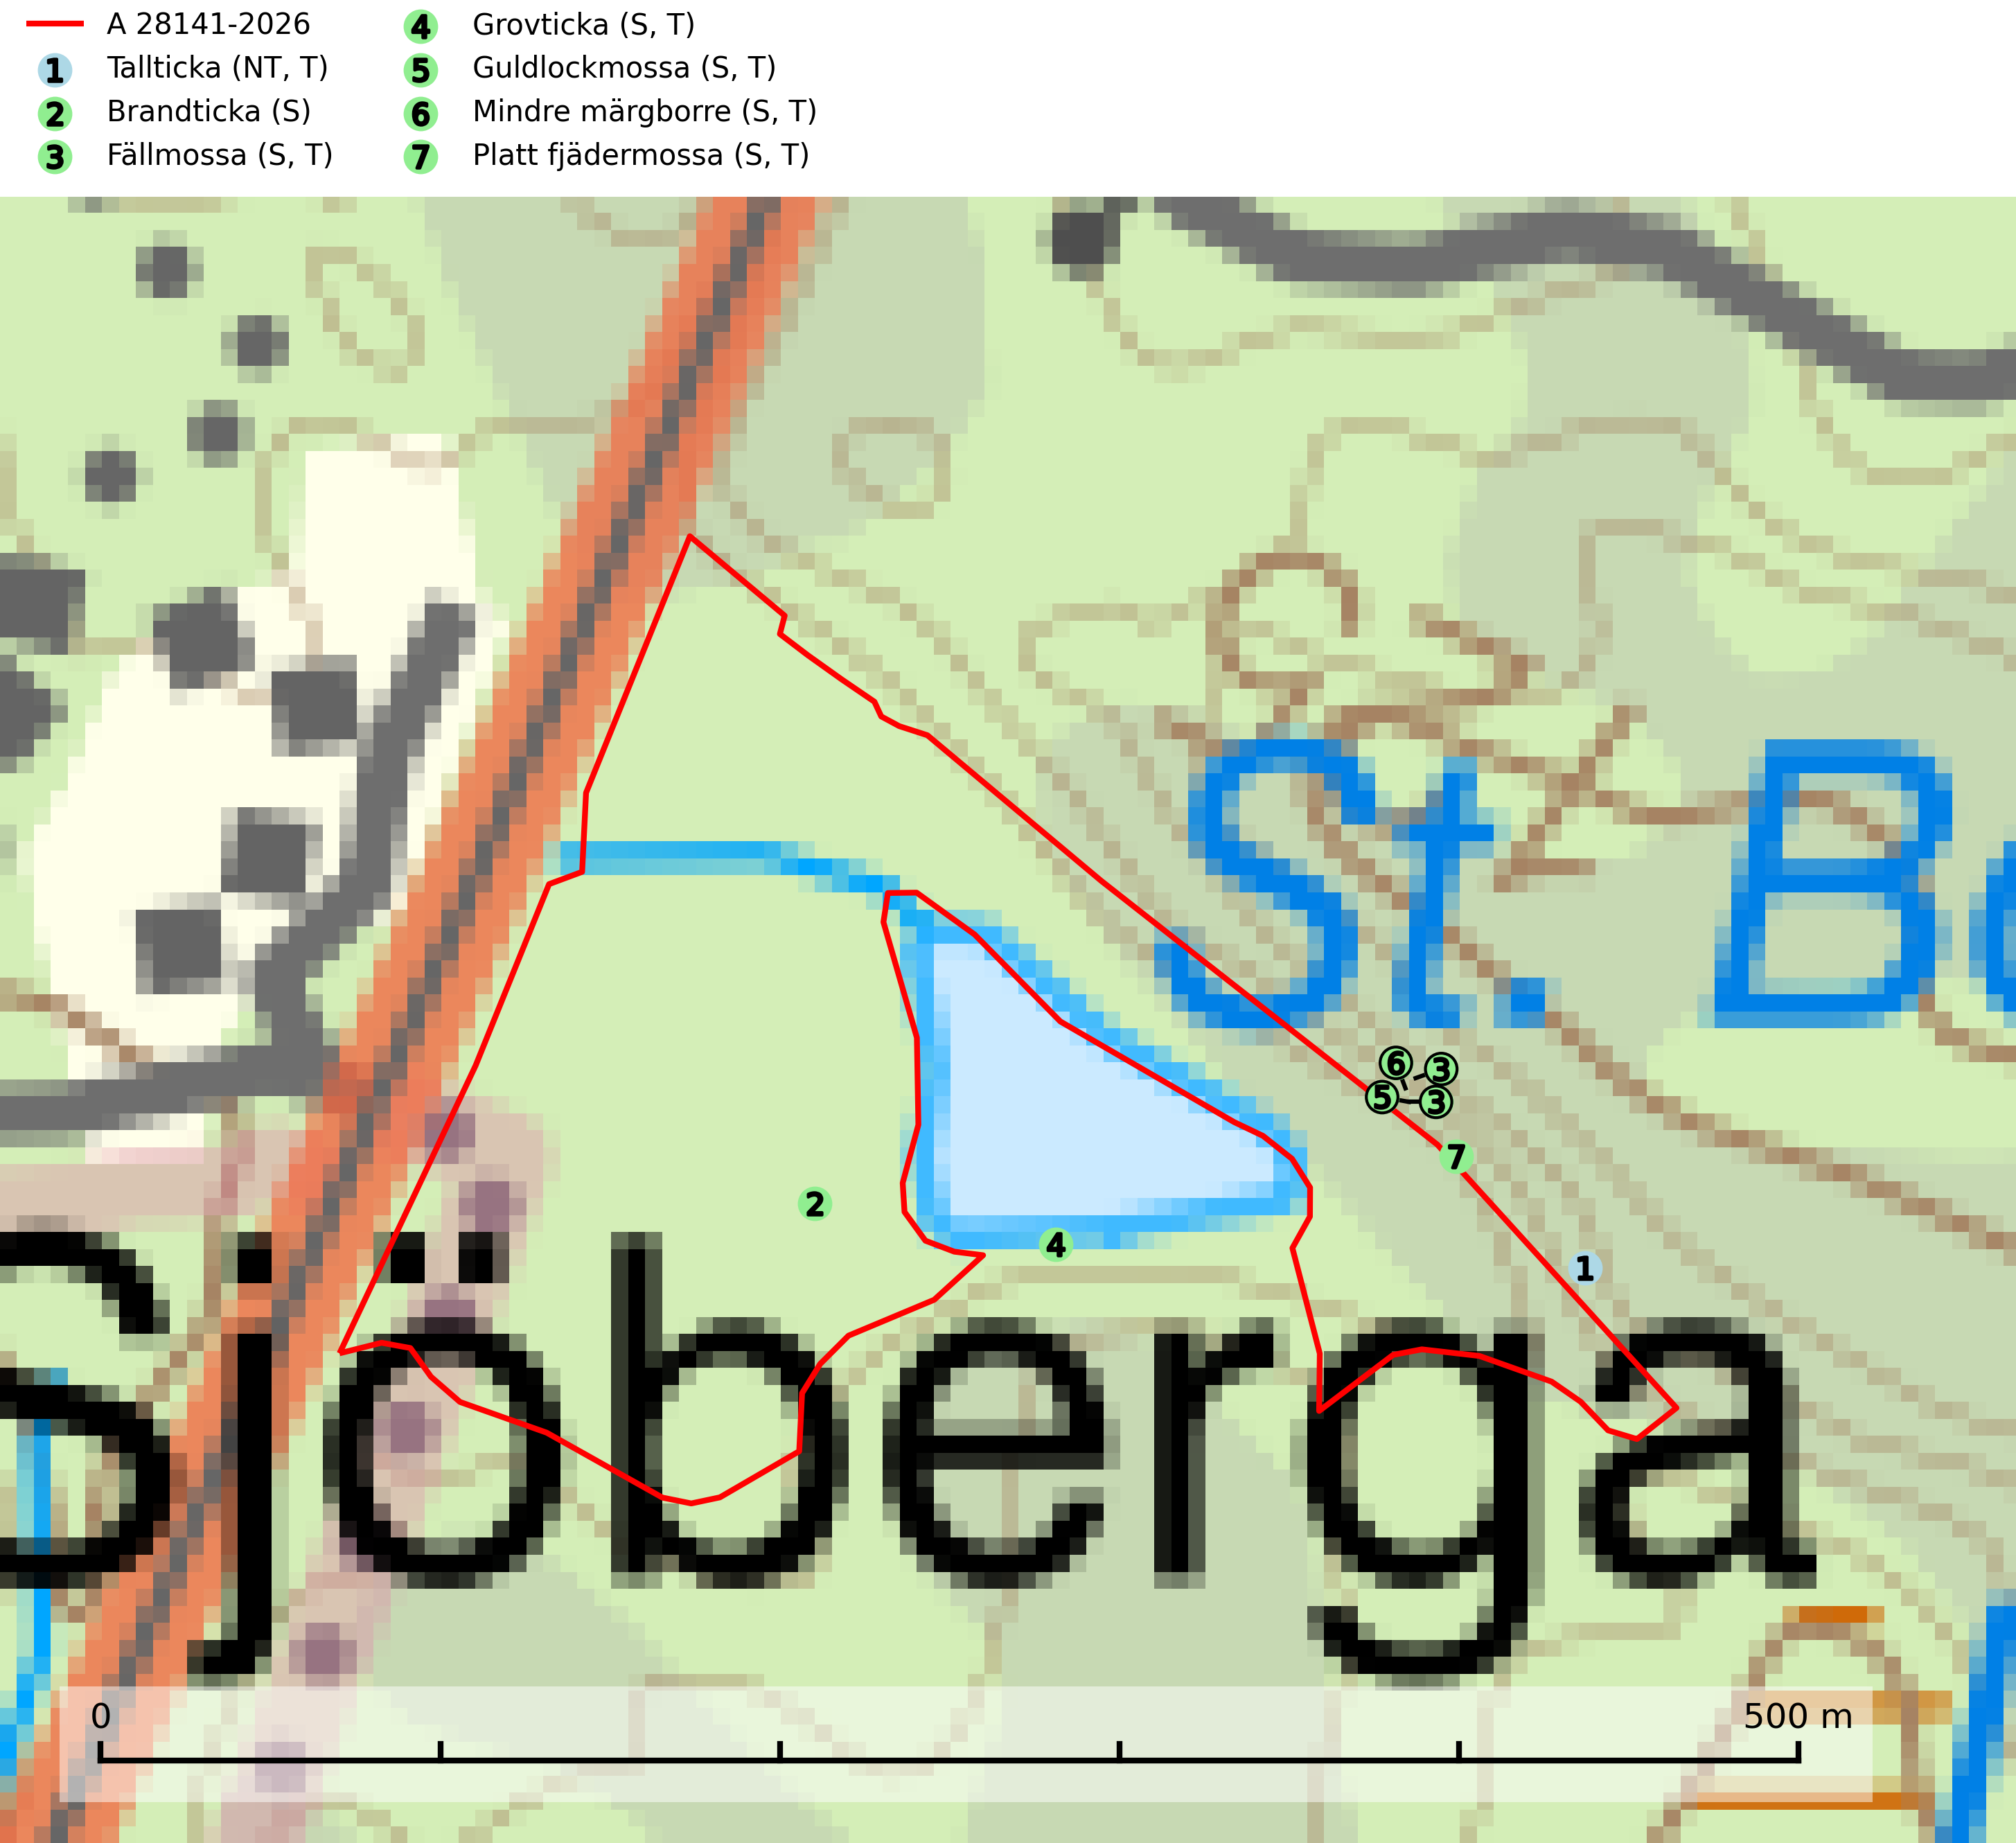 A 28141-2026
1 Tallticka (NT, T)
2 Brandticka (S)
3 Fällmossa (S, T)
4 Grovticka (S, T)
5 Guldlockmossa (S, T)
6 Mindre märgborre (S, T)
7 Platt fjädermossa (S, T)
St. B
6 3
5 3
7
2
4
1
Sjöberga
0 500 m